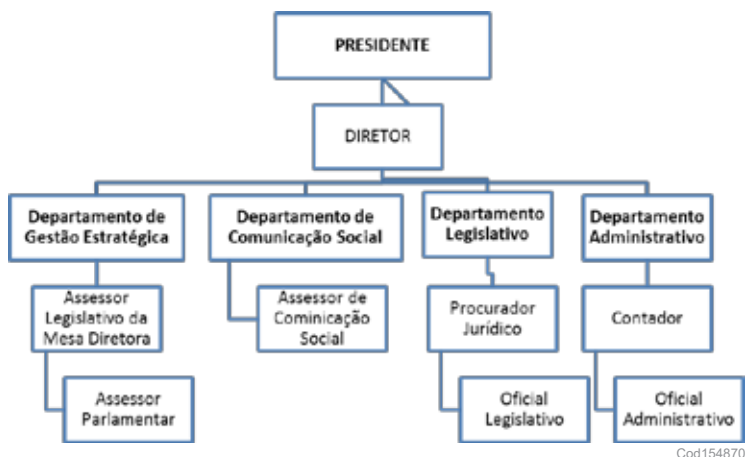 PRESIDENTE
DIRETOR
Departamento de
Gestão Estratégica
Departamento de
Comunicação Social
Departamento
Legislativo
Departamento
Administrativo
Assessor
Legislativo da
Mesa Diretora
Assessor de
Cominicação
Social
Procurador
Jurídico
Contador
Assessor
Parlamentar
Oficial
Legislativo
Oficial
Administrativo
Cod154870